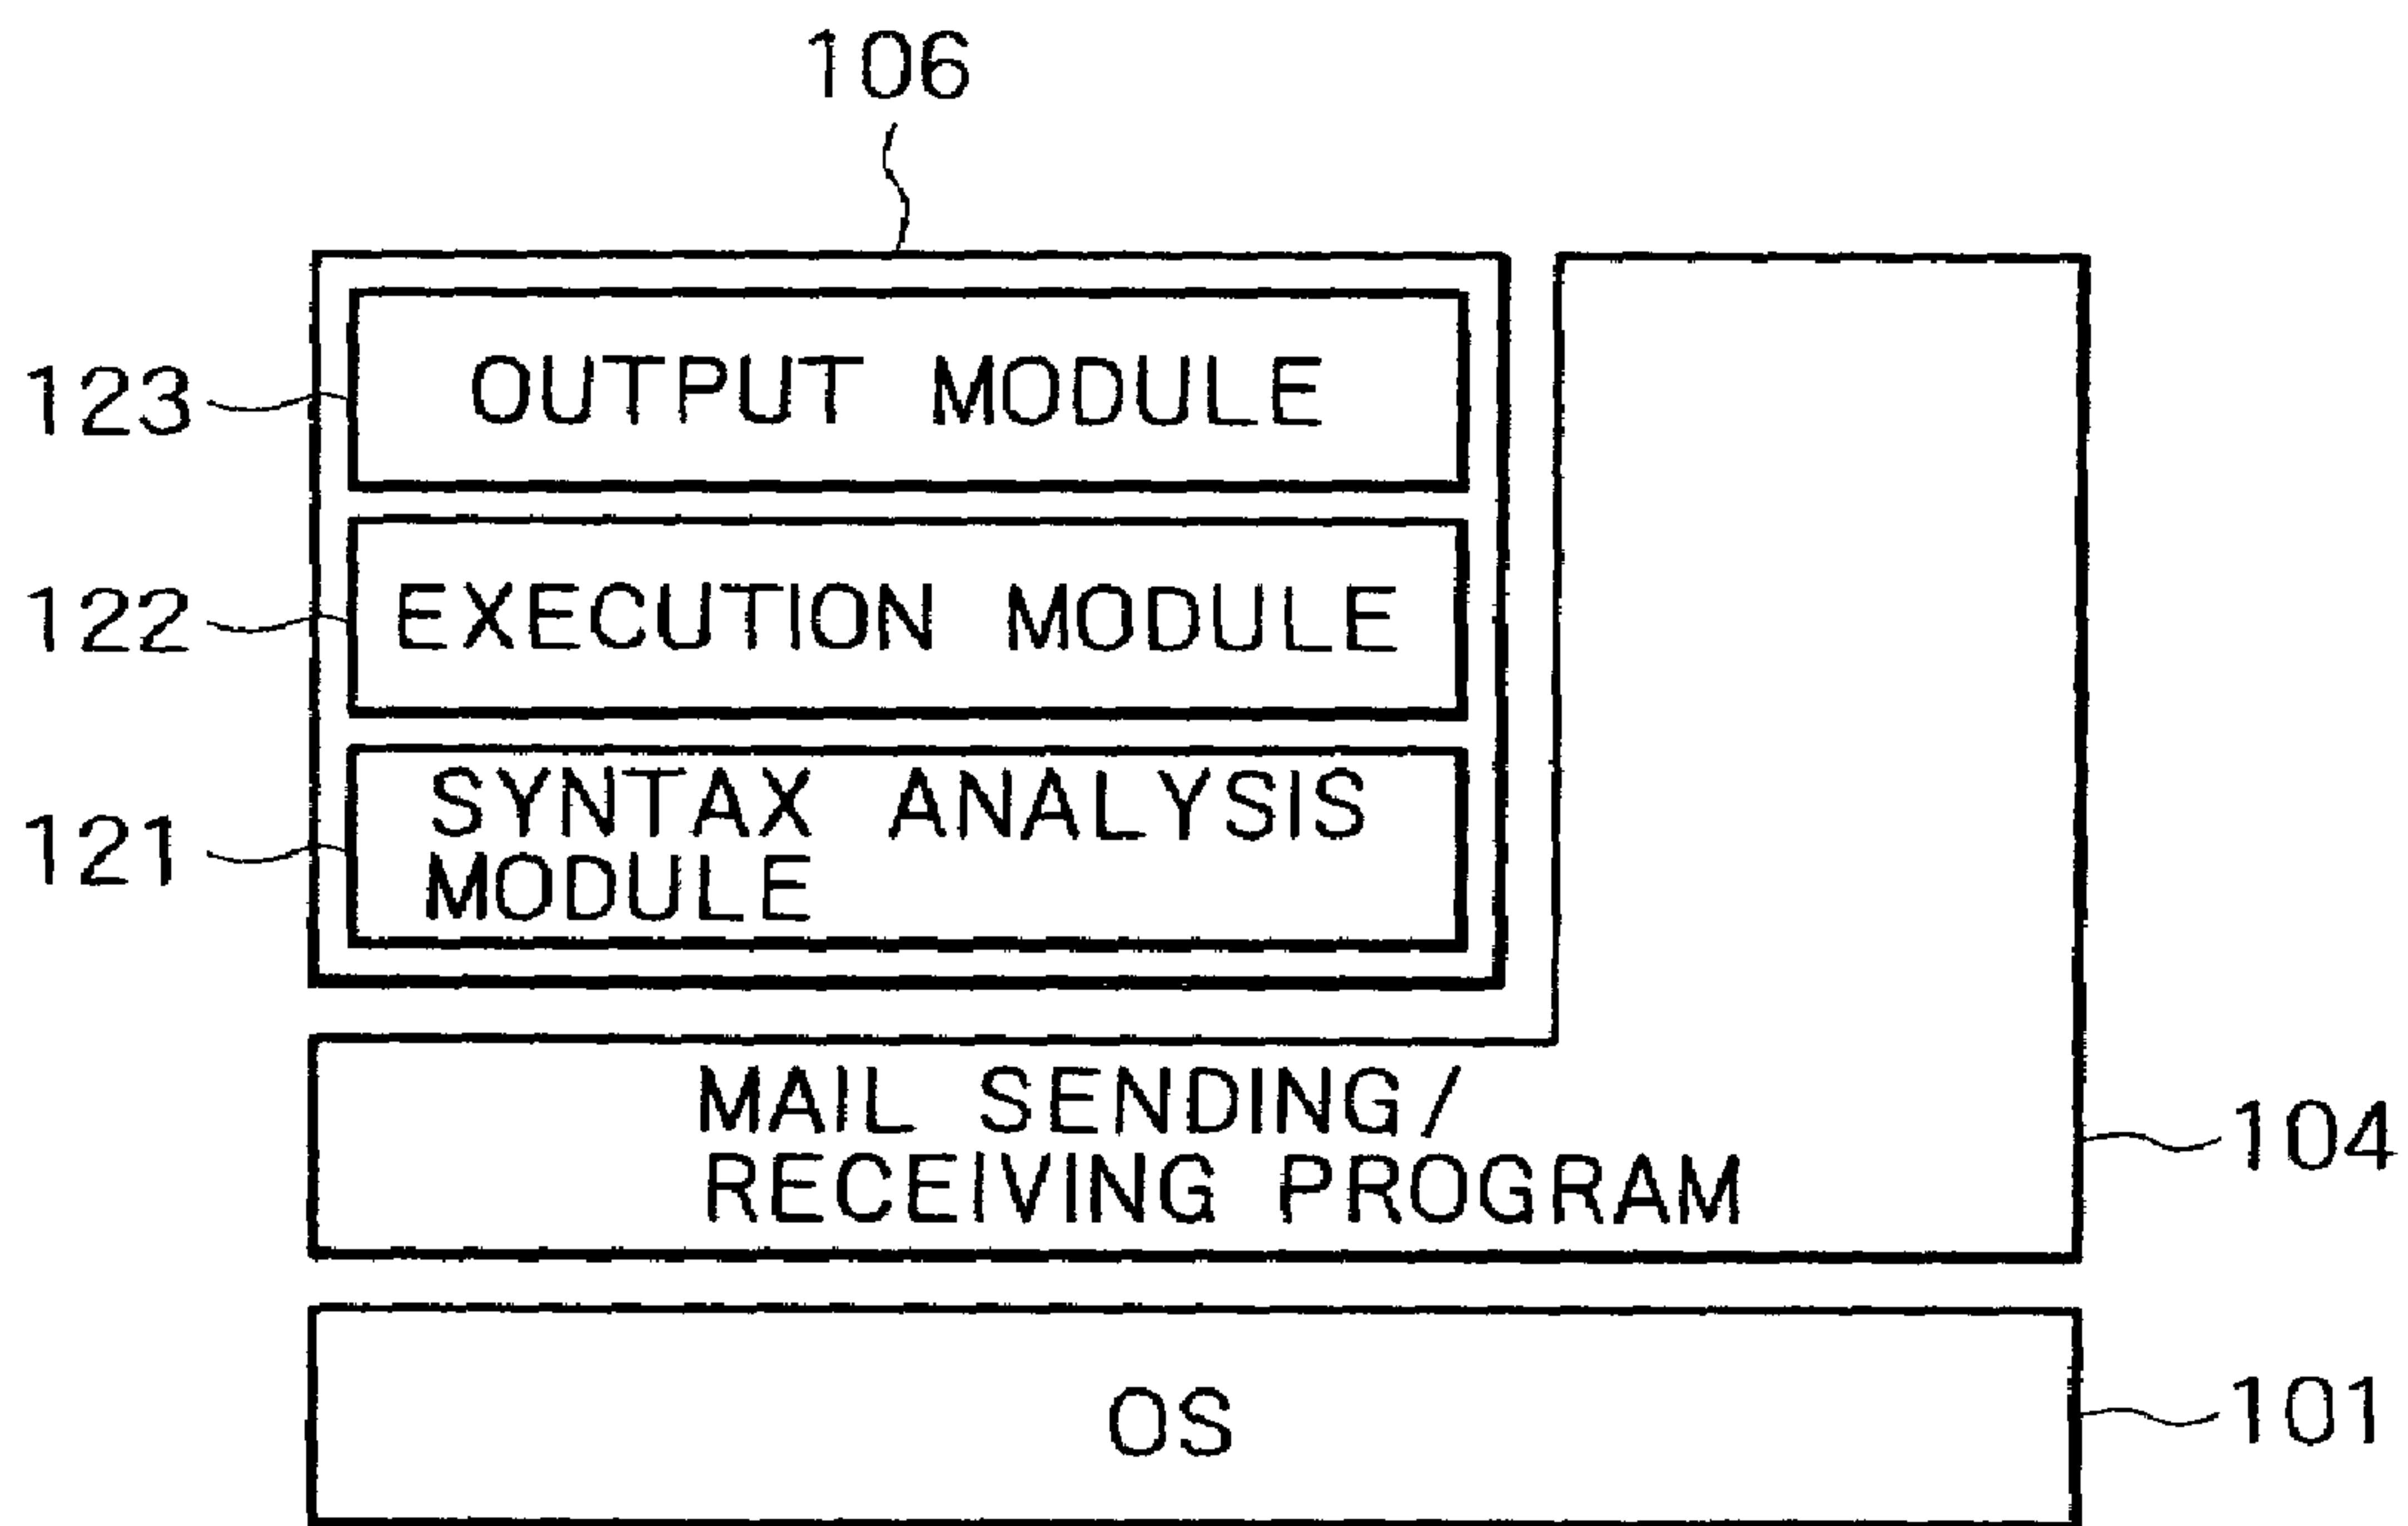 106
123
OUTPUT MODULE
122
EXECUTION MODULE
121
SYNTAX ANALYSIS
MODULE
MAIL SENDING/
RECEIVING PROGRAM
104
OS
101